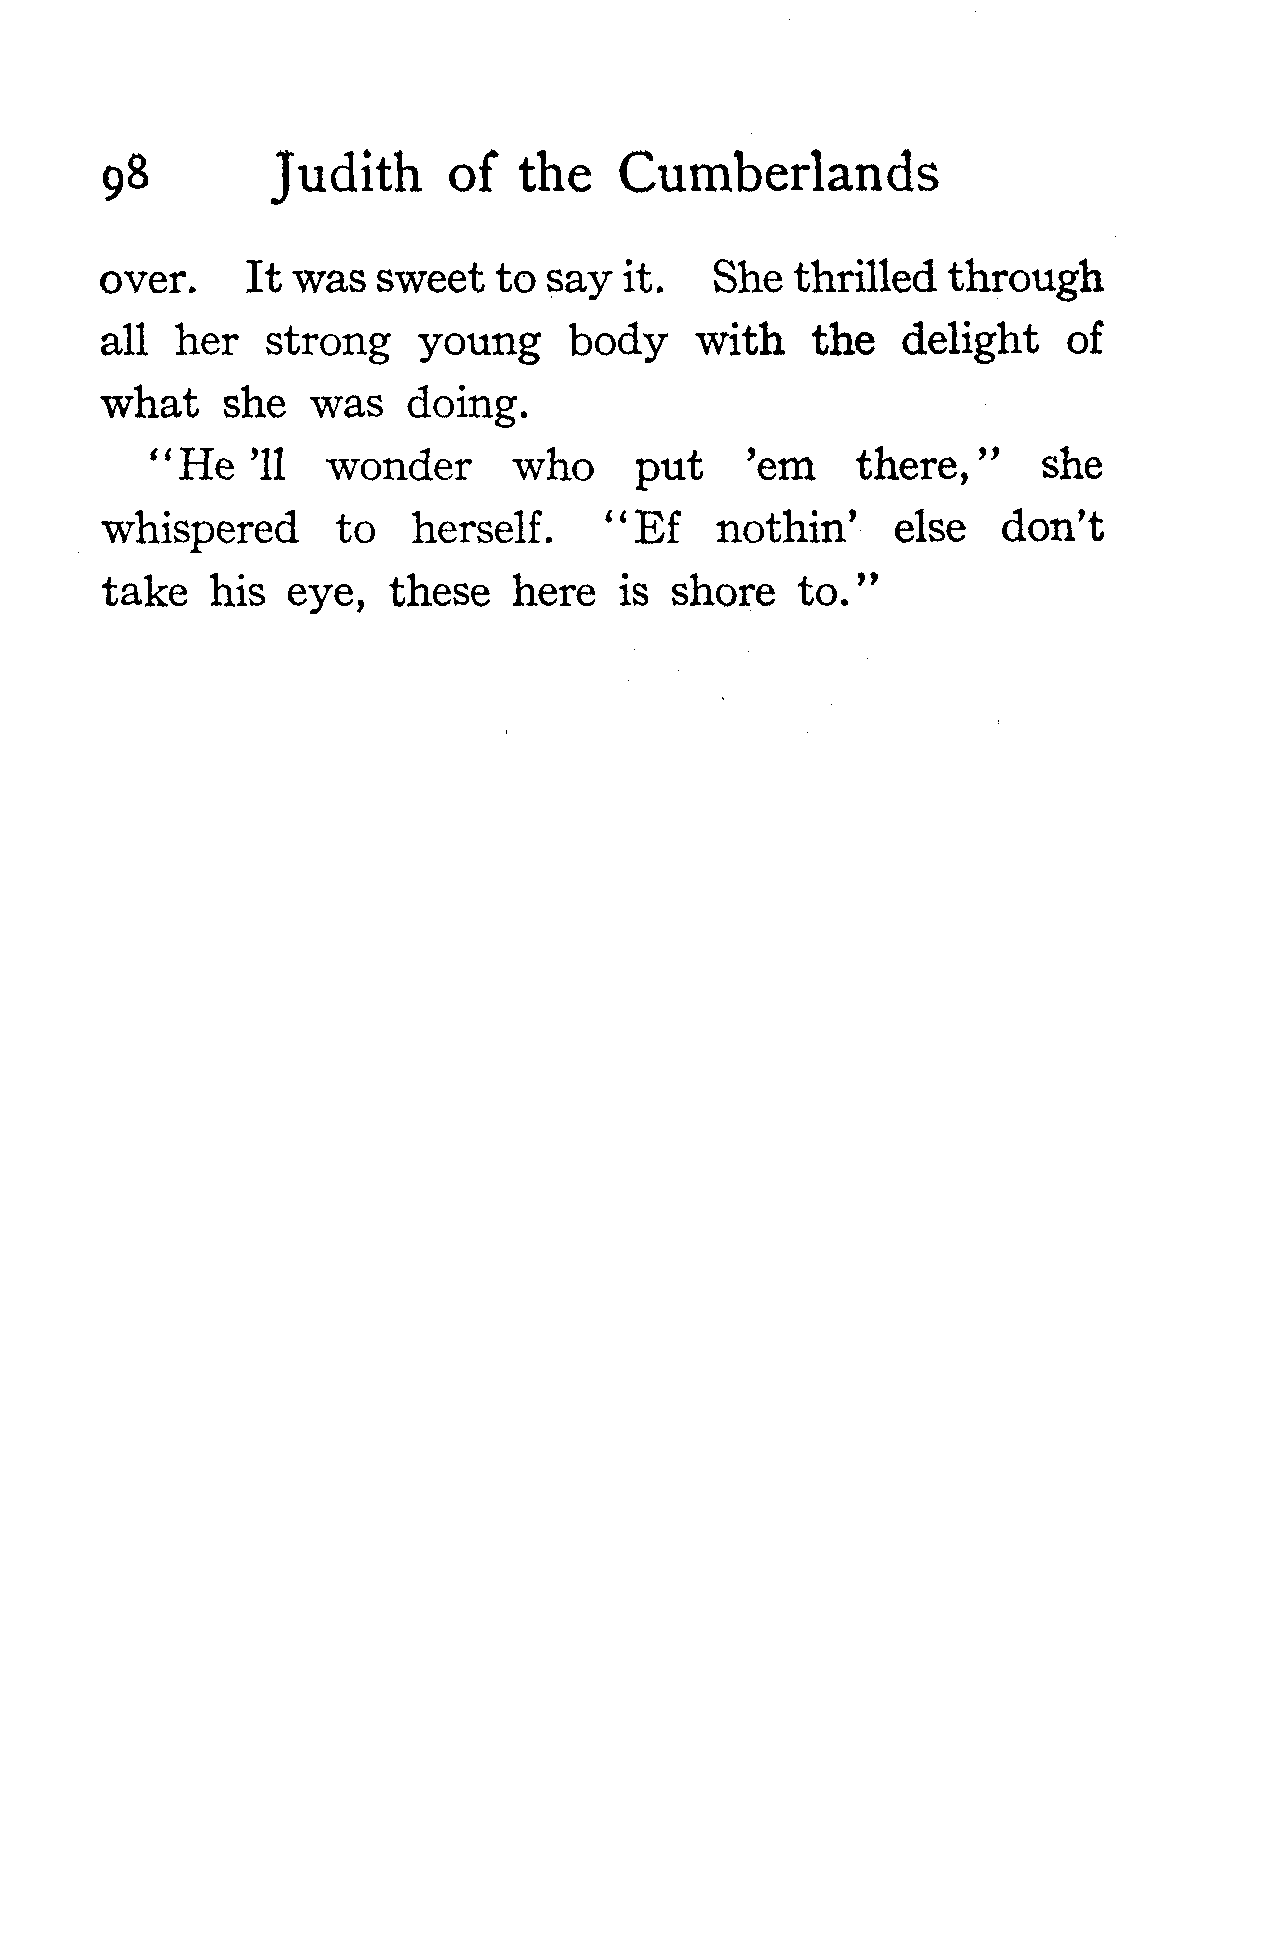 98 Judith of the Cumberlands
over. It was sweet to say it. She thrilled through
all her strong young body with the delight of
what she was doing.
"He 'll wonder who put 'em there," she
whispered to herself. "Ef nothin' else don't
take his eye, these here is shore to."